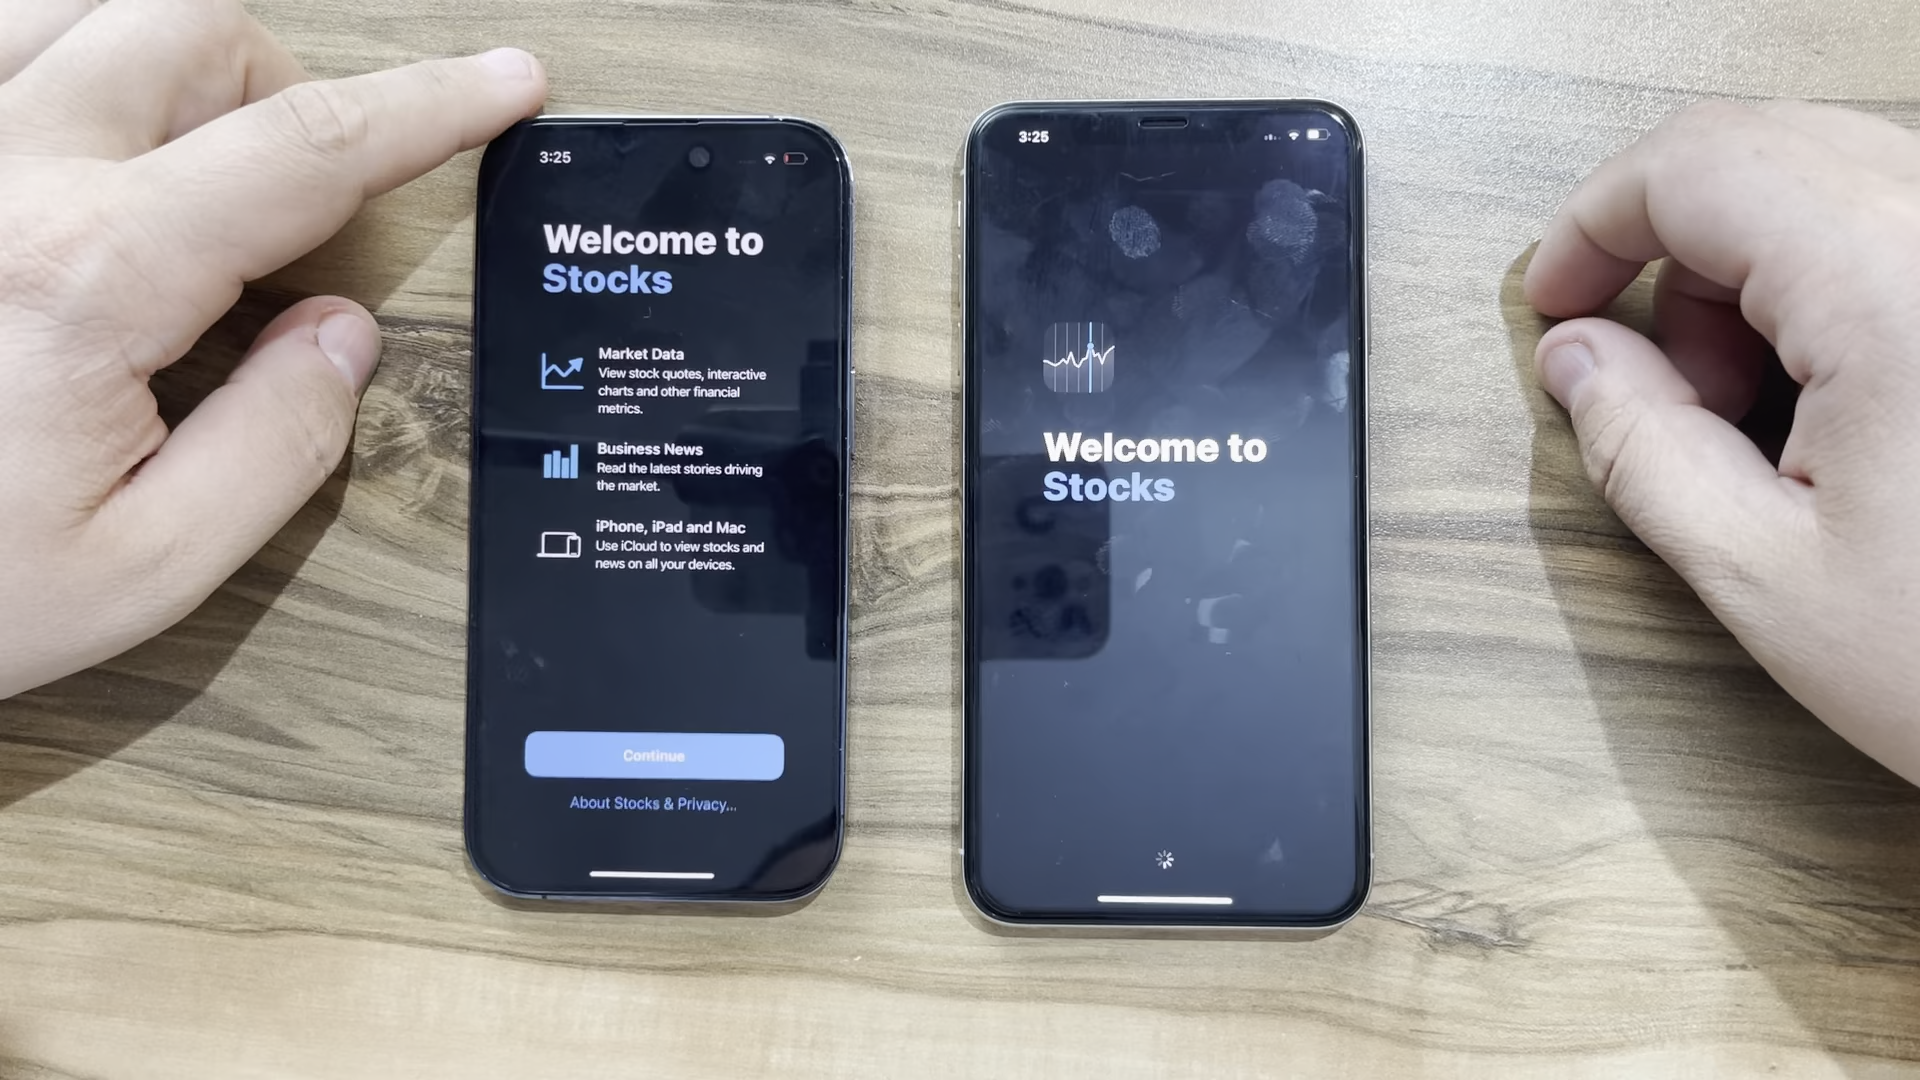 3:25
Welcome to
Stocks
Market Data
View stock quotes, interactive
charts and other financial
metrics.
Business News
Read the latest stories driving
the market.
iPhone, iPad and Mac
Use iCloud to view stocks and
news on all your devices.
Continue
About Stocks & Privacy...
3:25
Welcome to
Stocks